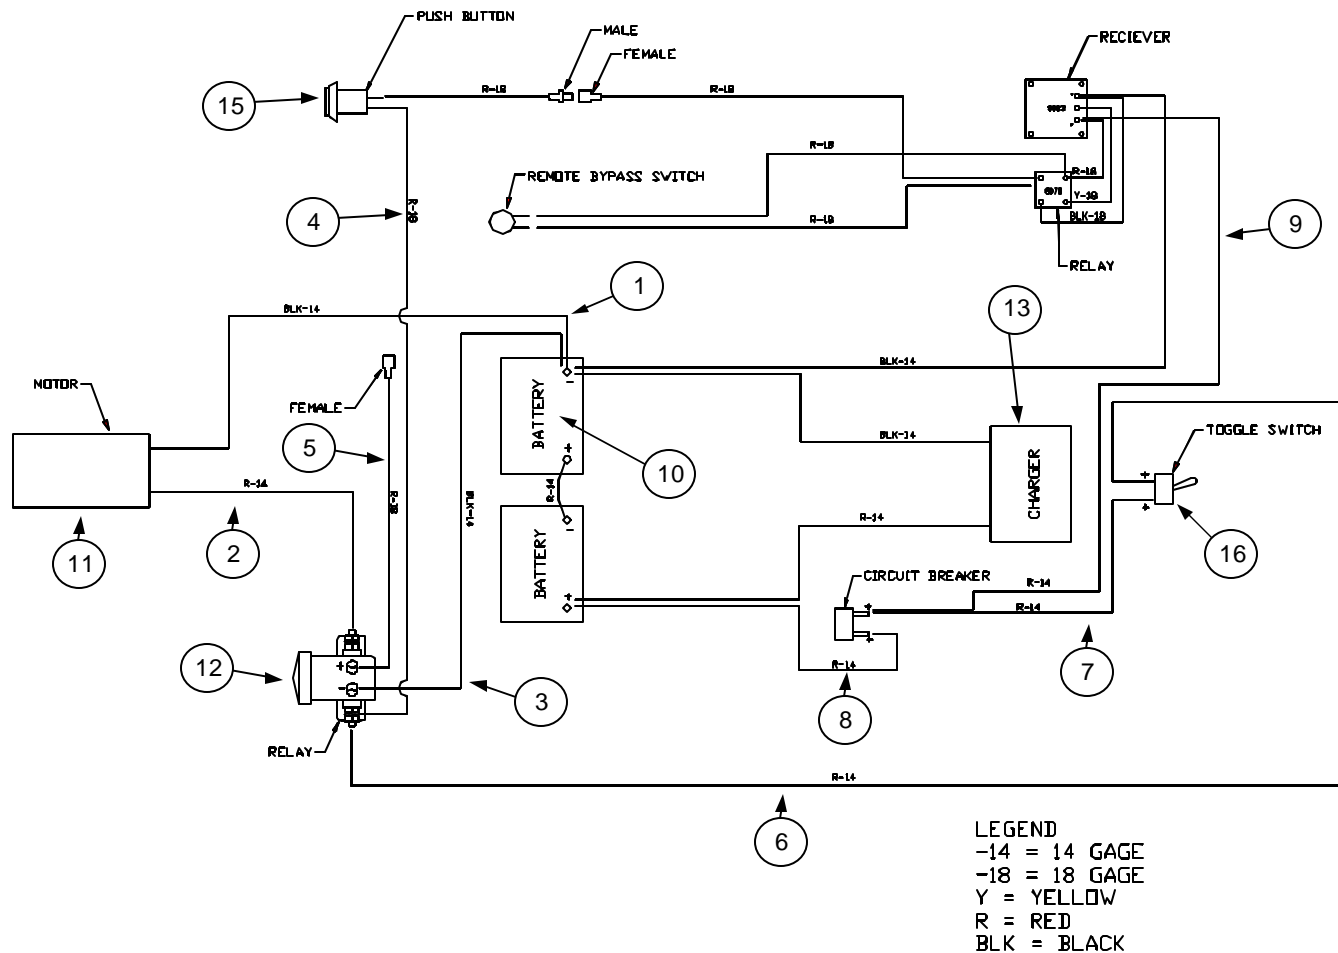 PUSH BUTTON
MALE
FEMALE
RECIEVER
15
R-18
R-18
R-18
REMOTE BYPASS SWITCH
R-18
Y-18
BLK-18
R-18
R-18
4
9
RELAY
1
13
BLK-14
BLK-14
MOTOR
FEMALE
BATTERY
-
+
10
5
R-18
BLK-14
BLK-14
TOGGLE SWITCH
R-14
R-14
CHARGER
+
+
11
2
R-14
16
BATTERY
-
+
CIRCUIT BREAKER
R-14
R-14
+
+
12
+
-
3
R-14
8
7
RELAY
R-14
6
LEGEND
-14 = 14 GAGE
-18 = 18 GAGE
Y = YELLOW
R = RED
BLK = BLACK